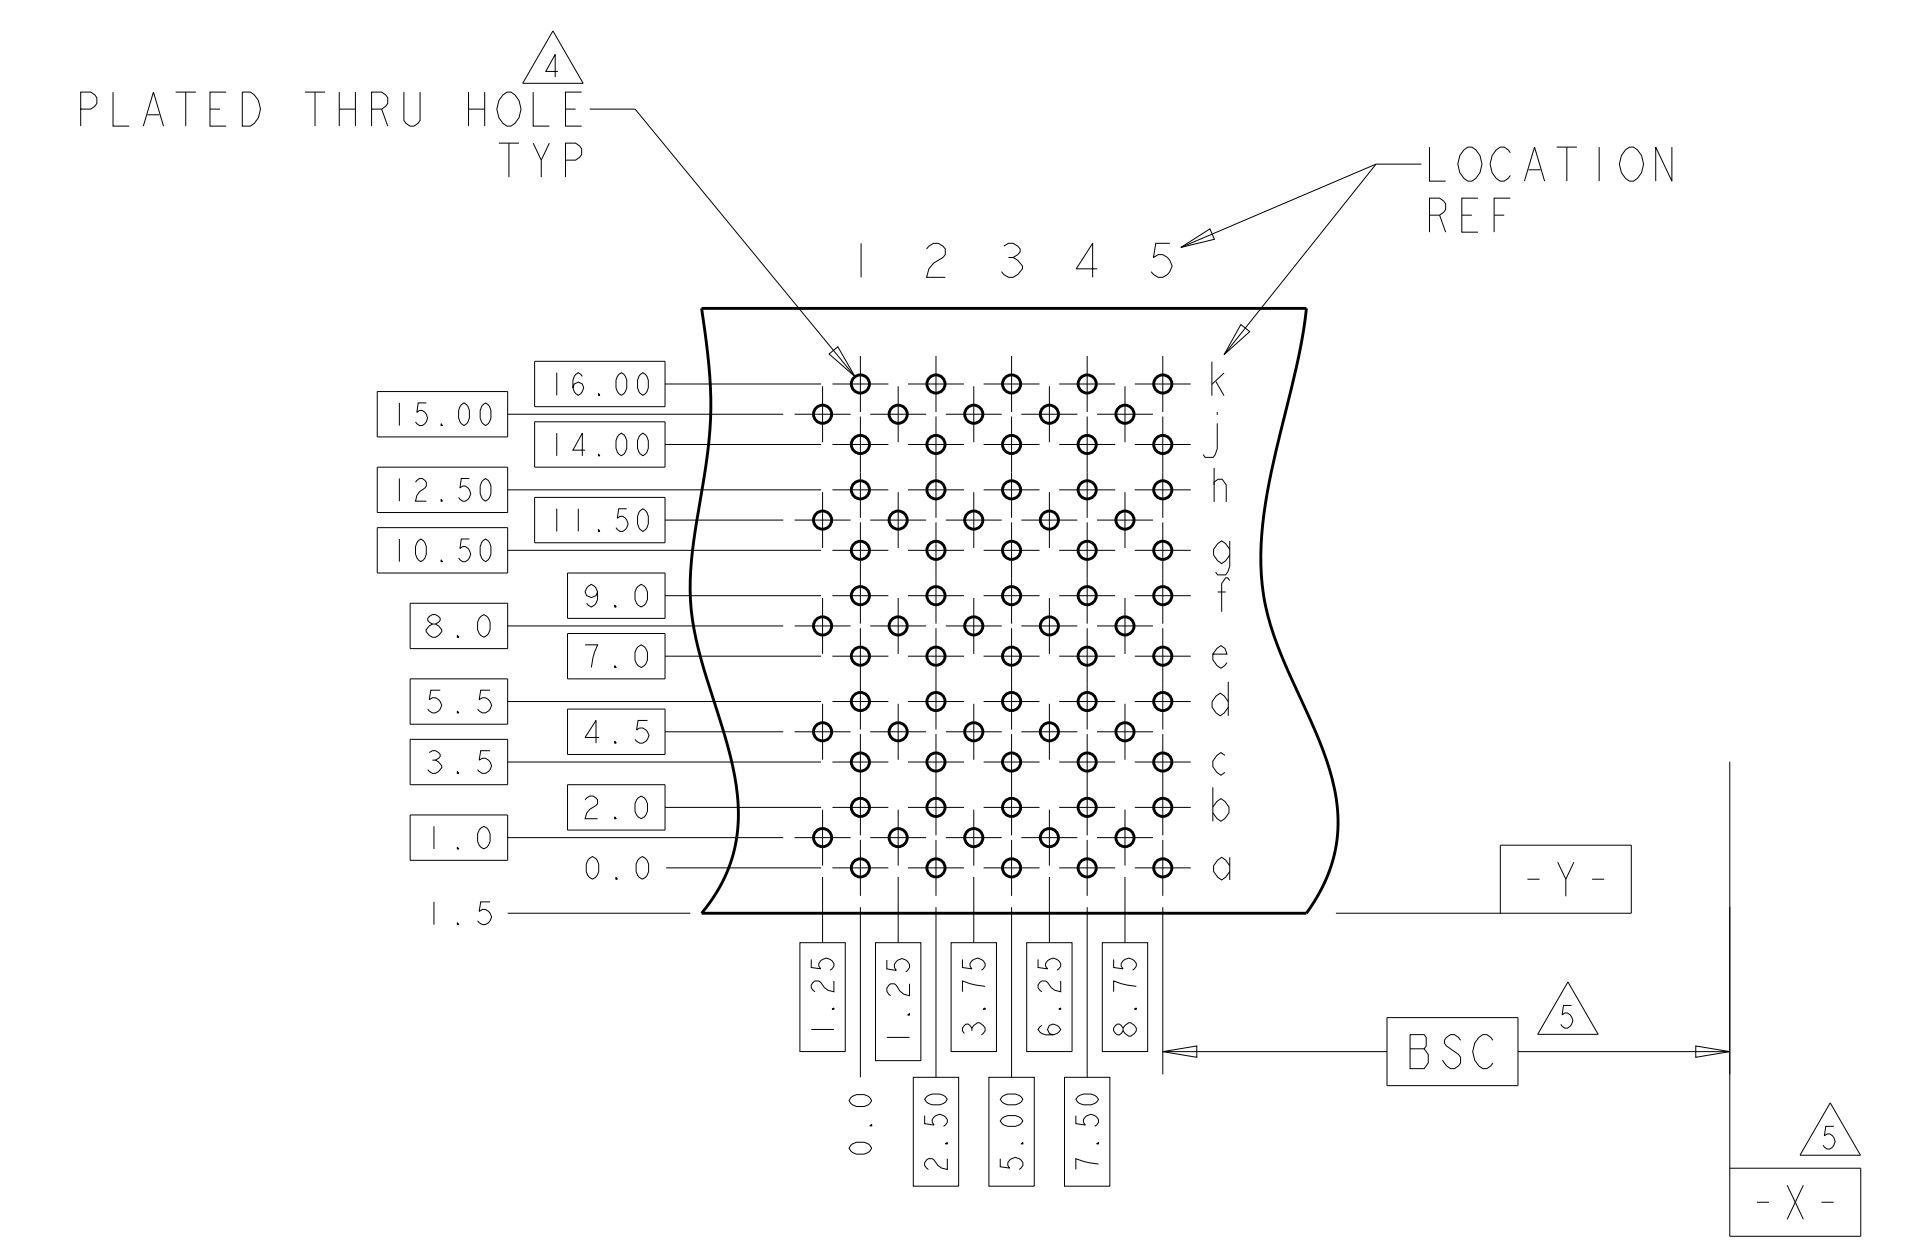 4
PLATED THRU HOLE
TYP
LOCATION
REF
1 2 3 4 5
16.00 k
15.00 j
14.00
12.50 h
11.50
10.50 g
9.0 f
8.0
7.0 e
5.5 d
4.5
3.5 c
2.0 b
1.0
0.0 a
1.5
-Y-
1.25 1.25 3.75 6.25 8.75
0.0 2.50 5.00 7.50
BSC 5
5
-X-